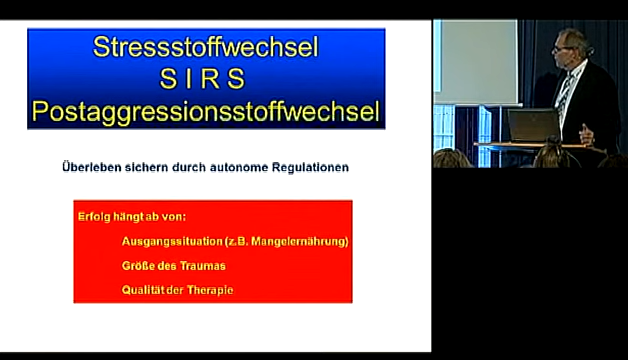 Stressstoffwechsel
S I R S
Postaggressionsstoffwechsel
Überleben sichern durch autonome Regulationen
Erfolg hängt ab von:
Ausgangssituation (z.B. Mangelernährung)
Größe des Traumas
Qualität der Therapie